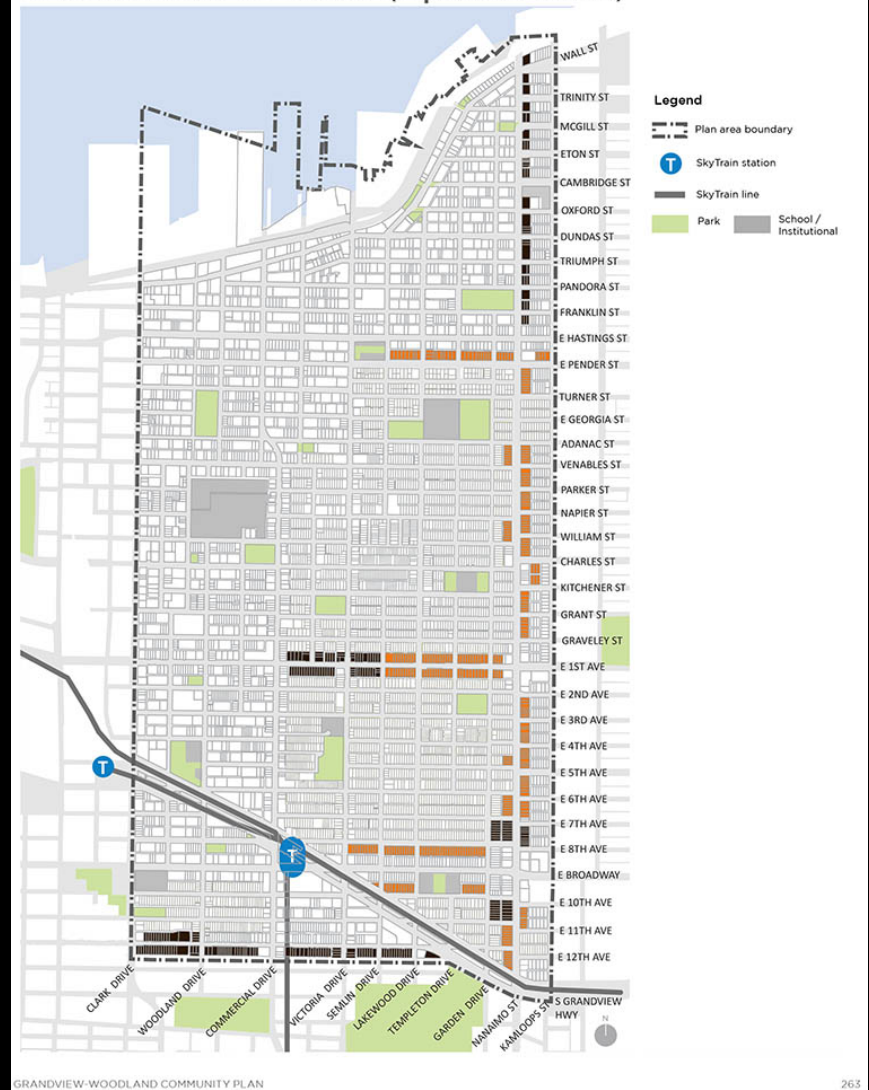 WALL ST
TRINITY ST
MCGILL ST
ETON ST
CAMBRIDGE ST
OXFORD ST
DUNDAS ST
TRIUMPH ST
PANDORA ST
FRANKLIN ST
E HASTINGS ST
E PENDER ST
TURNER ST
E GEORGIA ST
ADANAC ST
VENABLES ST
PARKER ST
NAPIER ST
WILLIAM ST
CHARLES ST
KITCHENER ST
GRANT ST
GRAVELEY ST
E 1ST AVE
E 2ND AVE
E 3RD AVE
E 4TH AVE
E 5TH AVE
E 6TH AVE
E 7TH AVE
E 8TH AVE
E BROADWAY
E 10TH AVE
E 11TH AVE
E 12TH AVE
S GRANDVIEW
HWY
CLARK DRIVE
WOODLAND DRIVE
COMMERCIAL DRIVE
VICTORIA DRIVE
SEMLIN DRIVE
LAKEWOOD DRIVE
TEMPLETON DRIVE
GARDEN DRIVE
NANAIMO ST
KAMLOOPS ST
T
T
N
Legend
Plan area boundary
T SkyTrain station
SkyTrain line
Park
School /
Institutional
GRANDVIEW-WOODLAND COMMUNITY PLAN
263